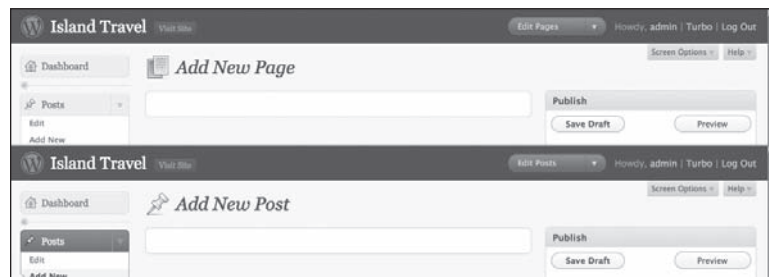 Island Travel Visit Site Edit Pages Howdy, admin | Turbo | Log Out
Screen Options Help
Dashboard
Add New Page
Posts
Publish
Edit
Save Draft Preview
Add New
Island Travel Visit Site Edit Posts Howdy, admin | Turbo | Log Out
Screen Options Help
Dashboard
Add New Post
Posts
Publish
Edit
Save Draft Preview
Add New